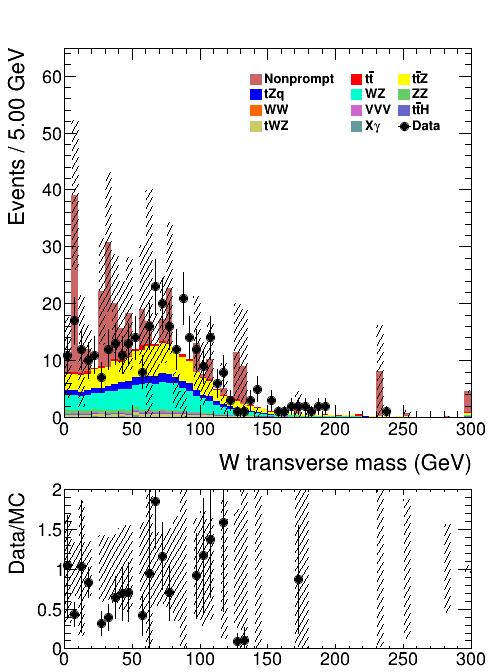 Events / 5.00 GeV
60
50
40
30
20
10
0
Nonprompt tt̄ tt̄Z
tZq WZ ZZ
WW VVV tt̄H
tWZ Xγ Data
0 50 100 150 200 250 300
W transverse mass (GeV)
Data/MC
2
1.5
1
0.5
0
0 50 100 150 200 250 300